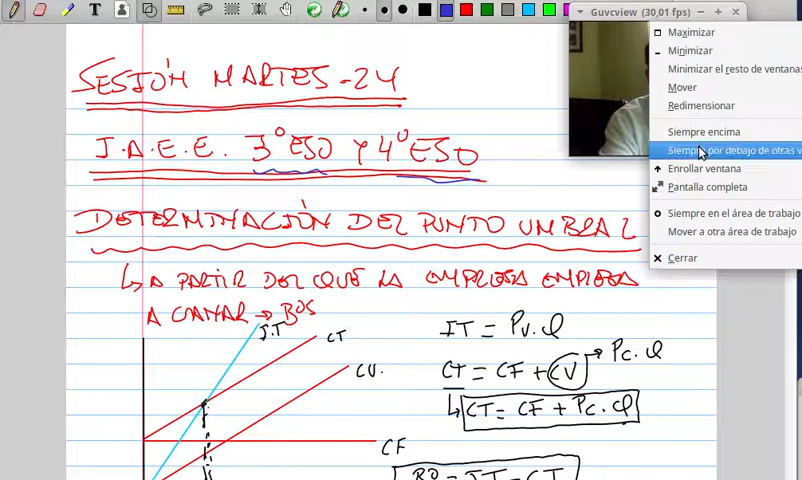 Guvcview (30,01 fps)
Maximizar
Minimizar
Minimizar el resto de ventanas
Mover
Redimensionar
Siempre encima
Siempre por debajo de otras v
Enrollar ventana
Pantalla completa
Siempre en el área de trabajo
Mover a otra área de trabajo
Cerrar
SESIÓN MARTES-24
I.A.E.E. 3º ESO Y 4º ESO
DETERMINACIÓN DEL PUNTO UMBRAL
↳ A PARTIR DEL QUE LA EMPRESA EMPIEZA
A GANAR → BOS
I.T
CT
CV.
CF
IT = Pv. Q
CT = CF + CV → Pc. Q
↳ CT = CF + Pc. Q
BO = IT - CT